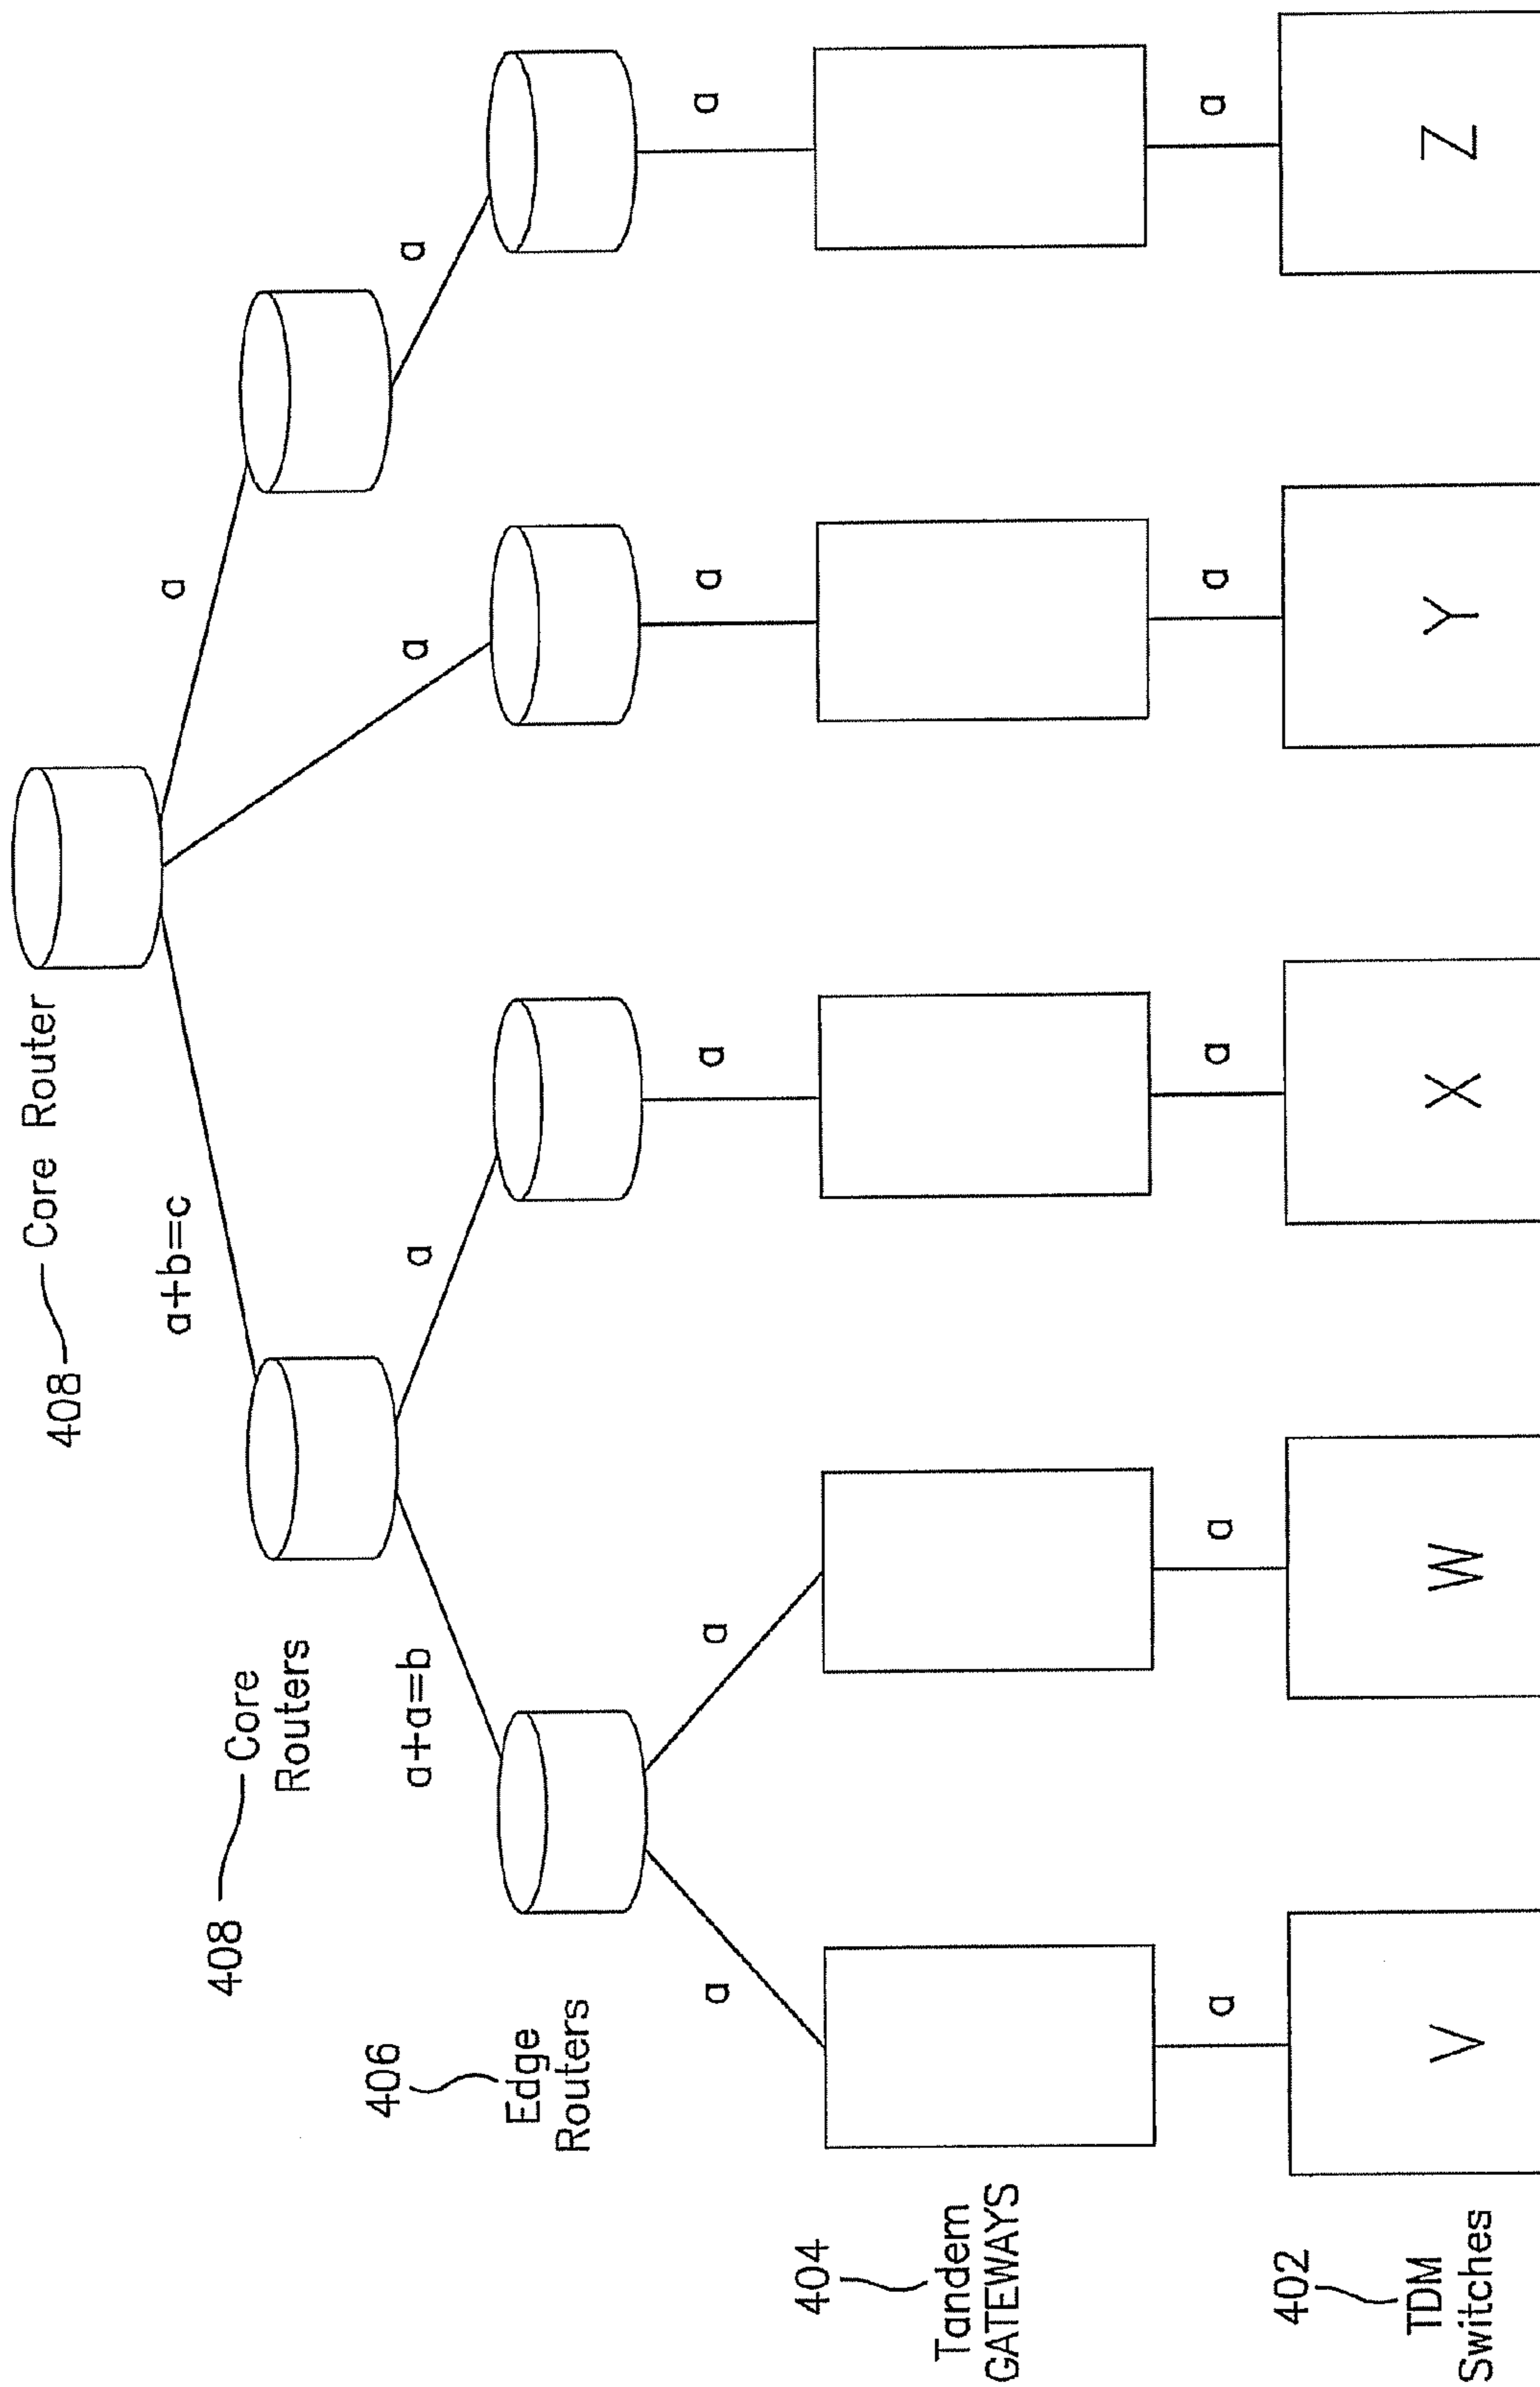 408 Core Router
a+b=c
a
408 Core
Routers
a+a=b
a
a
a
406
Edge
Routers
a
a
a
a
a
404
Tandem
GATEWAYS
a
a
a
a
a
402
TDM
Switches
V
W
X
Y
Z